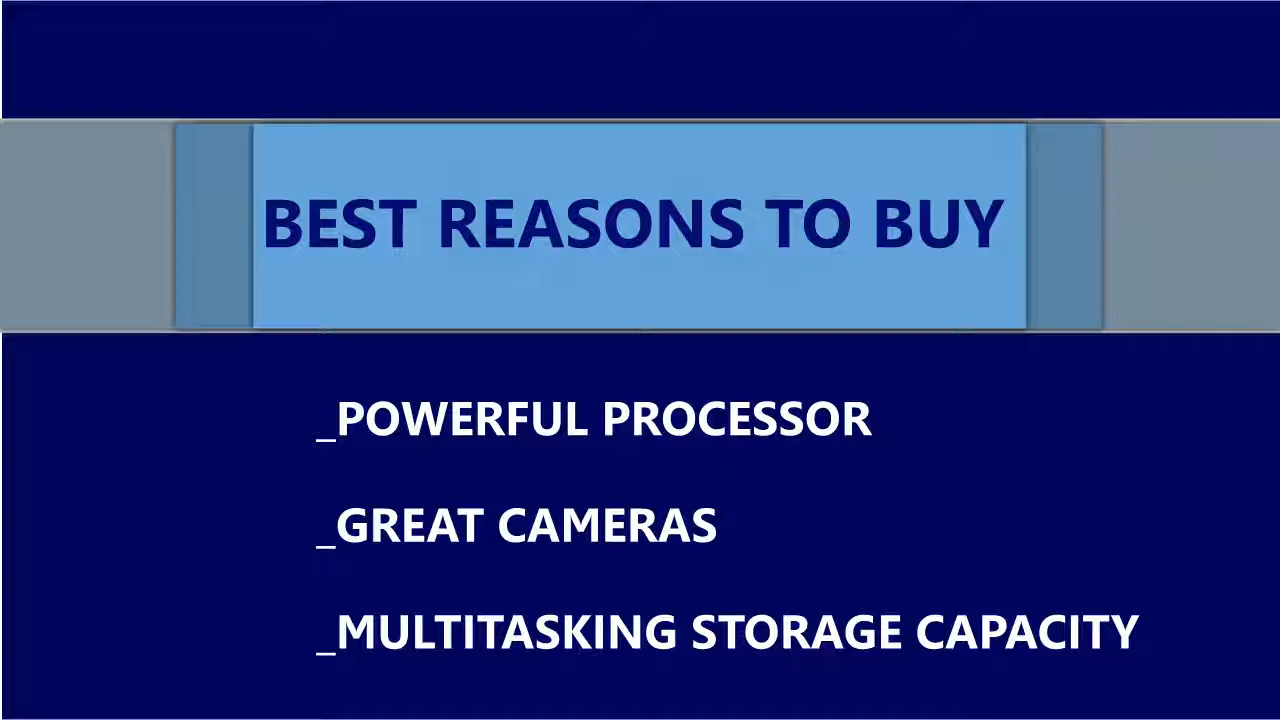 BEST REASONS TO BUY
_POWERFUL PROCESSOR
_GREAT CAMERAS
_MULTITASKING STORAGE CAPACITY